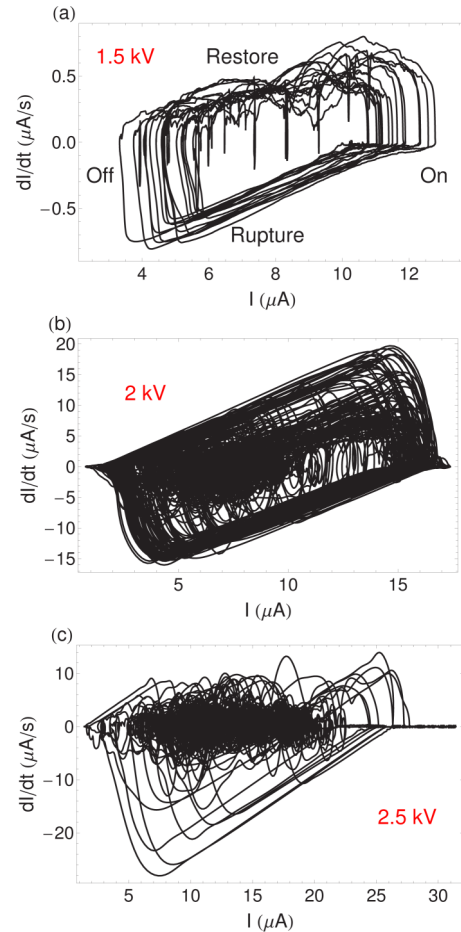 (a)
1.5 kV
Restore
Off
On
Rupture
dI/dt (μA/s)
0.5
0.0
−0.5
4 6 8 10 12
I (μA)
(b)
2 kV
dI/dt (μA/s)
20
15
10
5
0
−5
−10
−15
5 10 15
I (μA)
(c)
2.5 kV
dI/dt (μA/s)
10
0
−10
−20
5 10 15 20 25 30
I (μA)